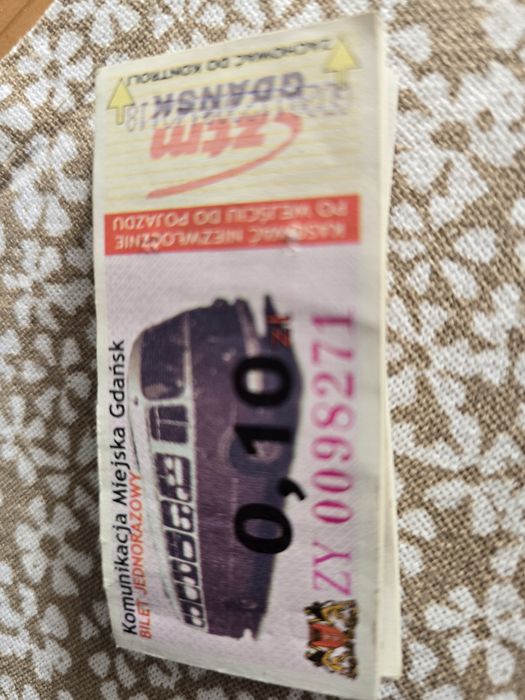 Komunikacja Miejska Gdańsk
BILET JEDNORAZOWY
0,10 zł
ZY 0098271
KASOWAĆ NIEZWŁOCZNIE
PO WEJŚCIU DO POJAZDU
ztm
GDAŃSK
ZACHOWAĆ DO KONTROLI